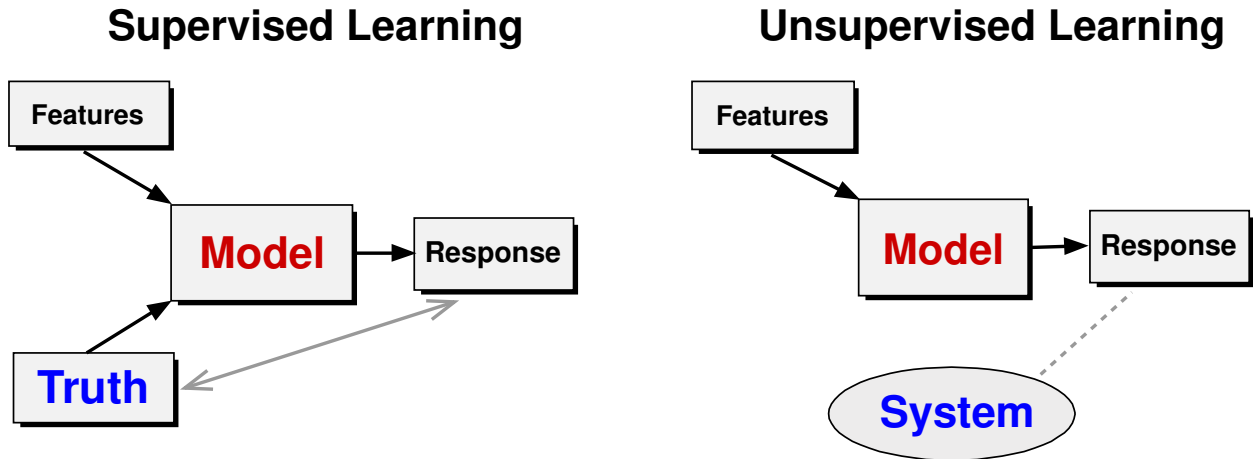 Supervised Learning
Features
Model
Response
Truth
Unsupervised Learning
Features
Model
Response
System